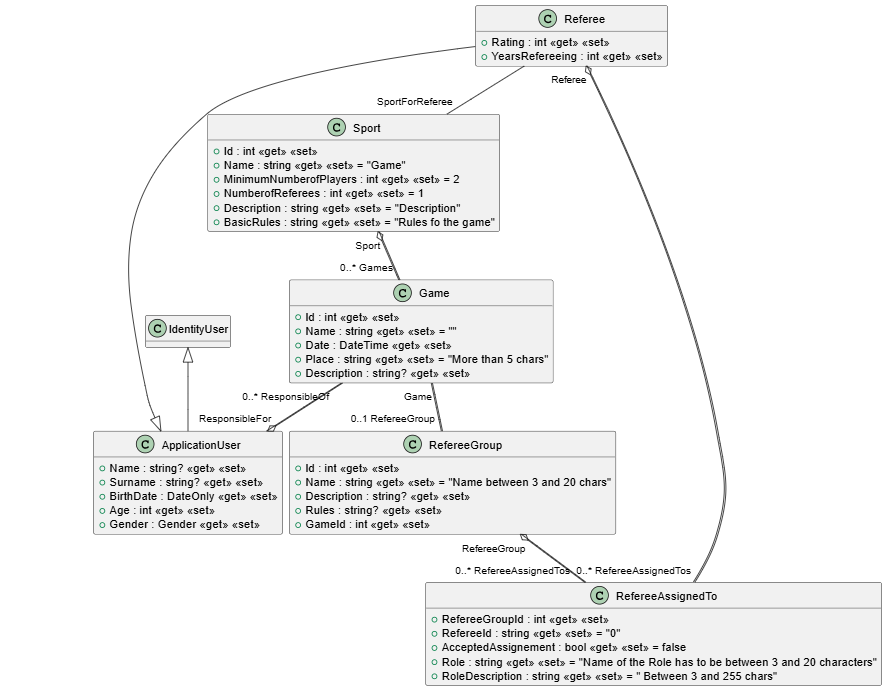 C Referee
Rating : int «get» «set»
YearsRefereeing : int «get» «set»
Referee
SportForReferee
C Sport
Id : int «get» «set»
Name : string «get» «set» = "Game"
MinimumNumberofPlayers : int «get» «set» = 2
NumberofReferees : int «get» «set» = 1
Description : string «get» «set» = "Description"
BasicRules : string «get» «set» = "Rules fo the game"
Sport
0..* Games
C Game
Id : int «get» «set»
Name : string «get» «set» = ""
Date : DateTime «get» «set»
Place : string «get» «set» = "More than 5 chars"
Description : string? «get» «set»
C IdentityUser
0..* ResponsibleOf
Game
ResponsibleFor
0..1 RefereeGroup
C ApplicationUser
Name : string? «get» «set»
Surname : string? «get» «set»
BirthDate : DateOnly «get» «set»
Age : int «get» «set»
Gender : Gender «get» «set»
C RefereeGroup
Id : int «get» «set»
Name : string «get» «set» = "Name between 3 and 20 chars"
Description : string? «get» «set»
Rules : string? «get» «set»
GameId : int «get» «set»
RefereeGroup
0..* RefereeAssignedTos
0..* RefereeAssignedTos
C RefereeAssignedTo
RefereeGroupId : int «get» «set»
RefereeId : string «get» «set» = "0"
AcceptedAssignement : bool «get» «set» = false
Role : string «get» «set» = "Name of the Role has to be between 3 and 20 characters"
RoleDescription : string «get» «set» = " Between 3 and 255 chars"